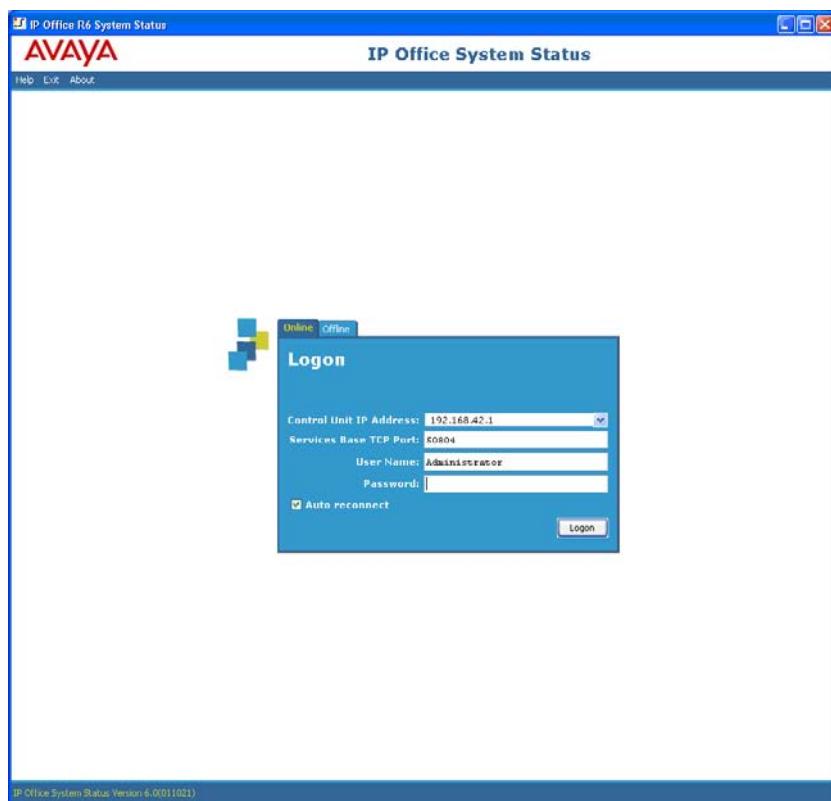 IP Office R6 System Status
AVAYA
IP Office System Status
Help Exit About
Online Offline
Logon
Control Unit IP Address: 192.168.42.1
Services Base TCP Port: 50804
User Name: Administrator
Password:
Auto reconnect
Logon
IP Office System Status Version 6.0(011021)